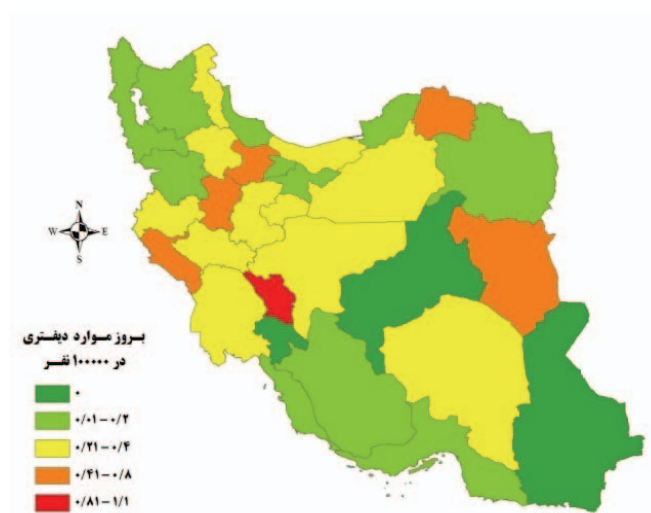 N
W E
S
بروز موارد دیفتری
در ۱۰۰۰۰۰ نفر
۰
۰/۰۱-۰/۲
۰/۲۱-۰/۴
۰/۴۱-۰/۸
۰/۸۱-۱/۱